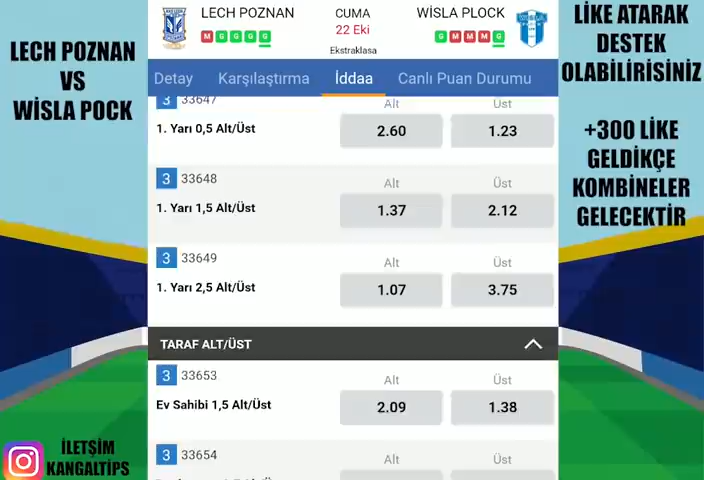 LECH POZNAN
VS
WİSLA POCK
LECH POZNAN
M G G G G
CUMA
22 Eki
Ekstraklasa
WİSLA PLOCK
G M M M G
Detay
Karşılaştırma
İddaa
Canlı Puan Durumu
3 33647
Alt
Üst
1. Yarı 0,5 Alt/Üst
2.60
1.23
3 33648
Alt
Üst
1. Yarı 1,5 Alt/Üst
1.37
2.12
3 33649
Alt
Üst
1. Yarı 2,5 Alt/Üst
1.07
3.75
TARAF ALT/ÜST
3 33653
Alt
Üst
Ev Sahibi 1,5 Alt/Üst
2.09
1.38
3 33654
Alt
Üst
LİKE ATARAK
DESTEK
OLABİLİRİSİNİZ
+300 LİKE
GELDİKÇE
KOMBİNELER
GELECEKTİR
İLETŞİM
KANGALTİPS